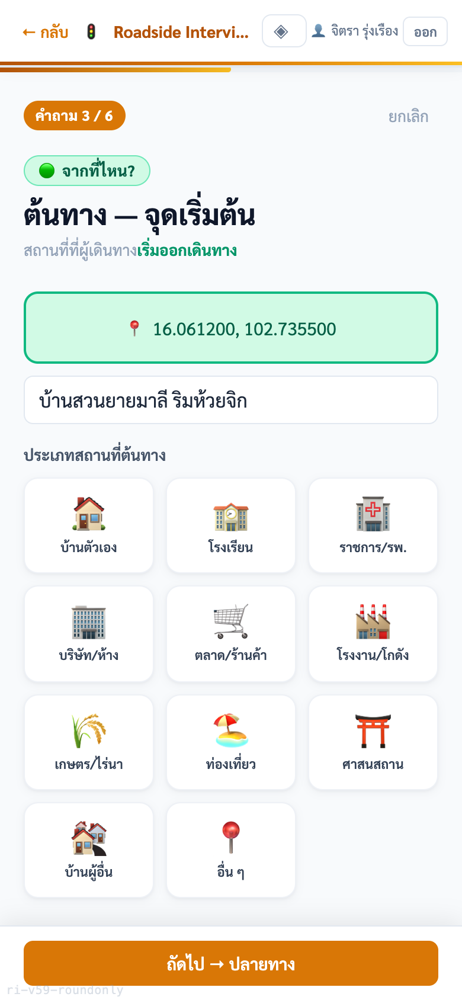 ← กลับ
Roadside Intervi...
จิตรา รุ่งเรือง
ออก
คำถาม 3 / 6
ยกเลิก
จากที่ไหน?
ต้นทาง — จุดเริ่มต้น
สถานที่ที่ผู้เดินทางเริ่มออกเดินทาง
16.061200, 102.735500
บ้านสวนยายมาลี ริมห้วยจิก
ประเภทสถานที่ต้นทาง
บ้านตัวเอง
โรงเรียน
ราชการ/รพ.
บริษัท/ห้าง
ตลาด/ร้านค้า
โรงงาน/โกดัง
เกษตร/ไร่นา
ท่องเที่ยว
ศาสนสถาน
บ้านผู้อื่น
อื่น ๆ
ถัดไป → ปลายทาง
ri-v59-roundonly